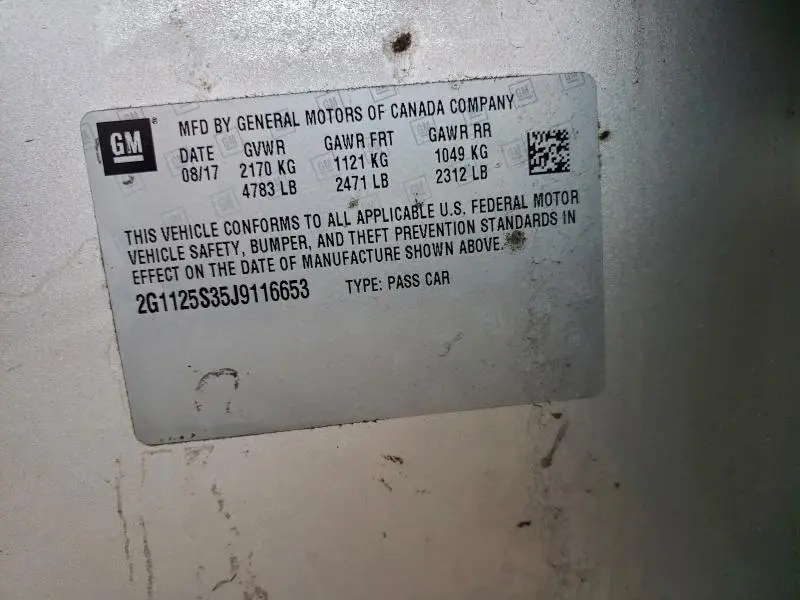 GM ® MFD BY GENERAL MOTORS OF CANADA COMPANY
DATE GVWR GAWR FRT GAWR RR
08/17 2170 KG 1121 KG 1049 KG
4783 LB 2471 LB 2312 LB
THIS VEHICLE CONFORMS TO ALL APPLICABLE U.S. FEDERAL MOTOR
VEHICLE SAFETY, BUMPER, AND THEFT PREVENTION STANDARDS IN
EFFECT ON THE DATE OF MANUFACTURE SHOWN ABOVE.
2G1125S35J9116653 TYPE: PASS CAR